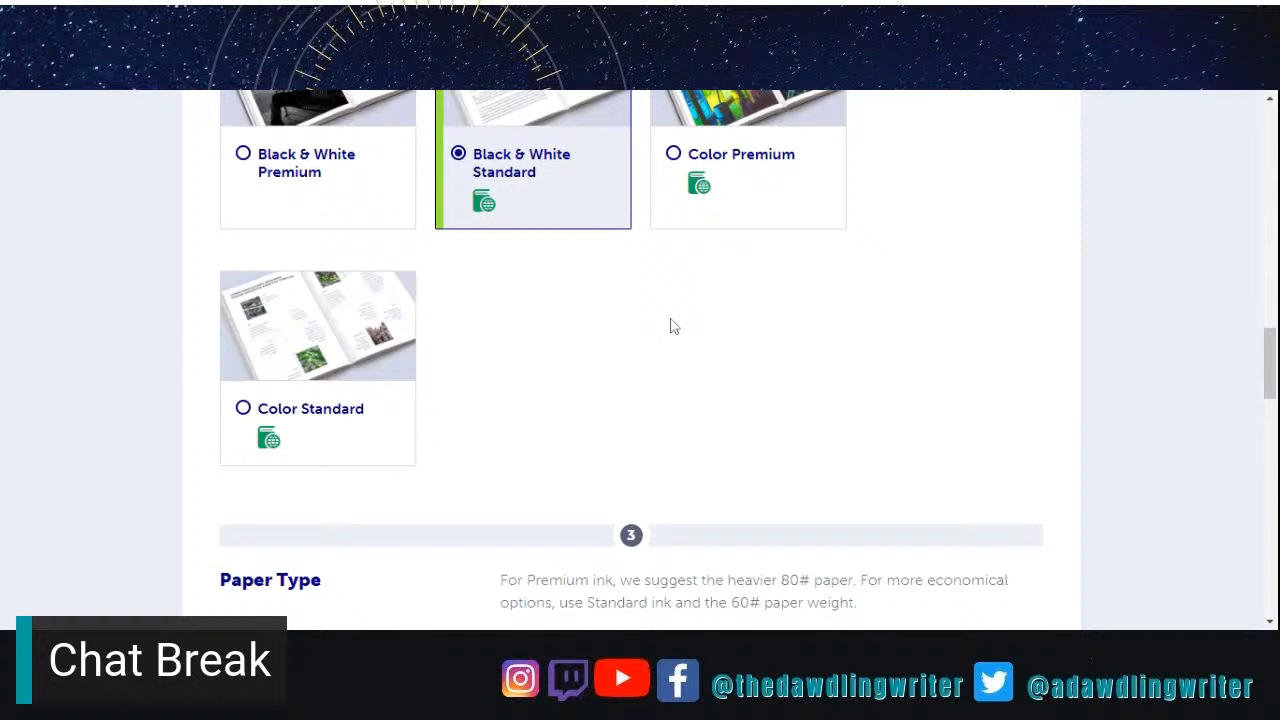 Black & White
Premium
Black & White
Standard
Color Premium
Color Standard
3
Paper Type
For Premium ink, we suggest the heavier 80# paper. For more economical
options, use Standard ink and the 60# paper weight.
Chat Break
@thedawdlingwriter
@adawdlingwriter